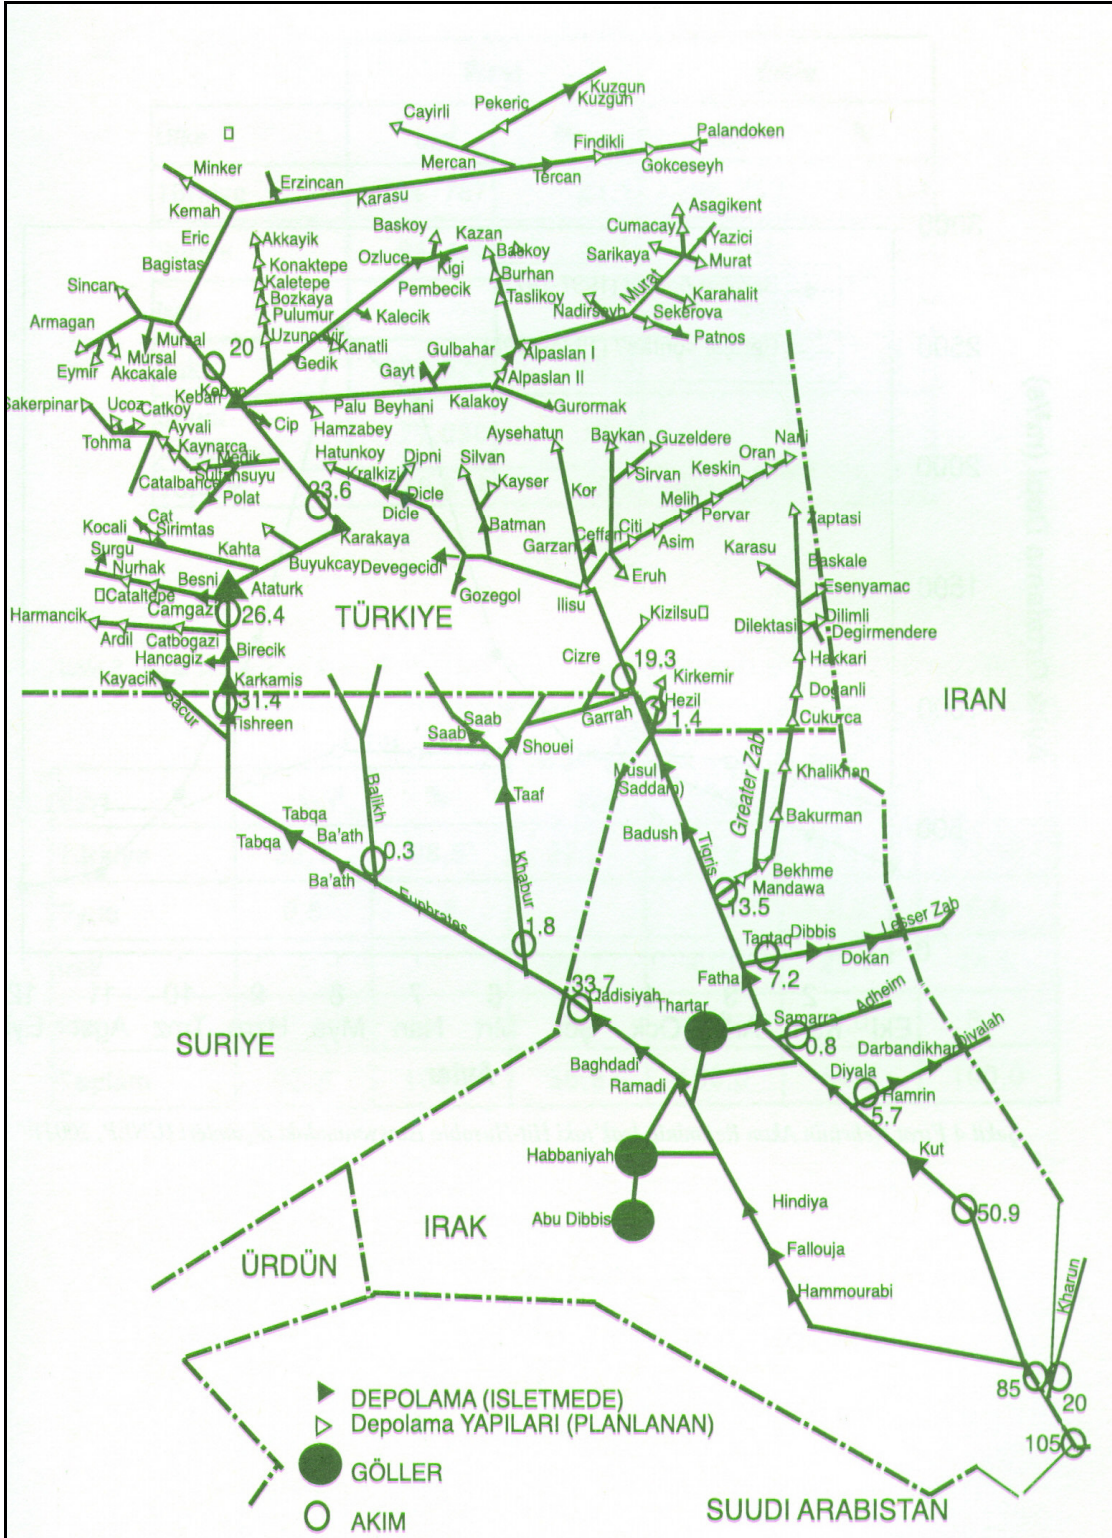 Kuzgun
Kuzgun
Pekeric
Cayirli
Palandoken
Findikli
Gokceseyh
Mercan
Tercan
Minker
Erzincan
Karasu
Kemah
Eric
Bagistas
Akkayik
Konaktepe
Kaletepe
Bozkaya
Pulumur
Baskoy
Kazan
Ozluce
Kigi
Pembecik
Kalecik
Kanatli
Gedik
Baskoy
Burhan
Taslikoy
Asagikent
Cumacay
Yazici
Sarikaya
Murat
Murat
Karahalit
Nadirseyh
Sekerova
Patnos
Sincan
Armagan
Mursal
Mursal
Akcakale
Eymir
20
Keban
Keban
Gulbahar
Gayt
Alpaslan I
Alpaslan II
Palu
Beyhani
Kalakoy
Gurormak
Hamzabey
Cip
Sakerpinar
Ucoz
Catkoy
Ayvali
Tohma
Kaynarca
Medik
Sultansuyu
Catalbahce
Polat
Hatunkoy
Kralkizi
Dipni
Dicle
Dicle
23.6
Silvan
Kayser
Batman
Aysehatun
Baykan
Guzeldere
Sirvan
Kor
Keskin
Oran
Nani
Melih
Pervar
Citi
Asim
Ceffan
Garzan
Eruh
Ilisu
Kocali
Cat
Sirimtas
Surgu
Nurhak
Kahta
Karakaya
Buyukcay
Devegecidi
Gozegol
Besni
Ataturk
Cataltepe
Camgazi
26.4
Harmancik
Ardil
Catbogazi
Birecik
Hancagiz
Kayacik
Karkamis
Sacur
31.4
Tishreen
TÜRKIYE
Zaptasi
Karasu
Baskale
Esenyamac
Dilimli
Dilektasi
Degirmendere
Hakkari
Doganli
Cukurca
Khalikhan
Bakurman
Bekhme
Mandawa
Greater Zab
IRAN
Kizilsu
Cizre
19.3
Kirkemir
Hezil
1.4
Garrah
Saab
Saab
Shouei
Taaf
Khabur
1.8
Balikh
0.3
Tabqa
Tabqa
Ba'ath
Ba'ath
Euphrates
Musul
Saddam)
Badush
Tigris
13.5
Taqtaq
Dibbis
Lesser Zab
Dokan
7.2
Fatha
33.7
Qadisiyah
Thartar
Samarra
Adheim
0.8
Darbandikhan
Diyalah
Diyala
Hamrin
5.7
Baghdadi
Ramadi
Habbaniyah
Abu Dibbis
Kut
50.9
Hindiya
Fallouja
Hammourabi
Kharun
85
20
105
SURIYE
IRAK
ÜRDÜN
SUUDI ARABISTAN
DEPOLAMA (ISLETMEDE)
Depolama YAPILARI (PLANLANAN)
GÖLLER
AKIM